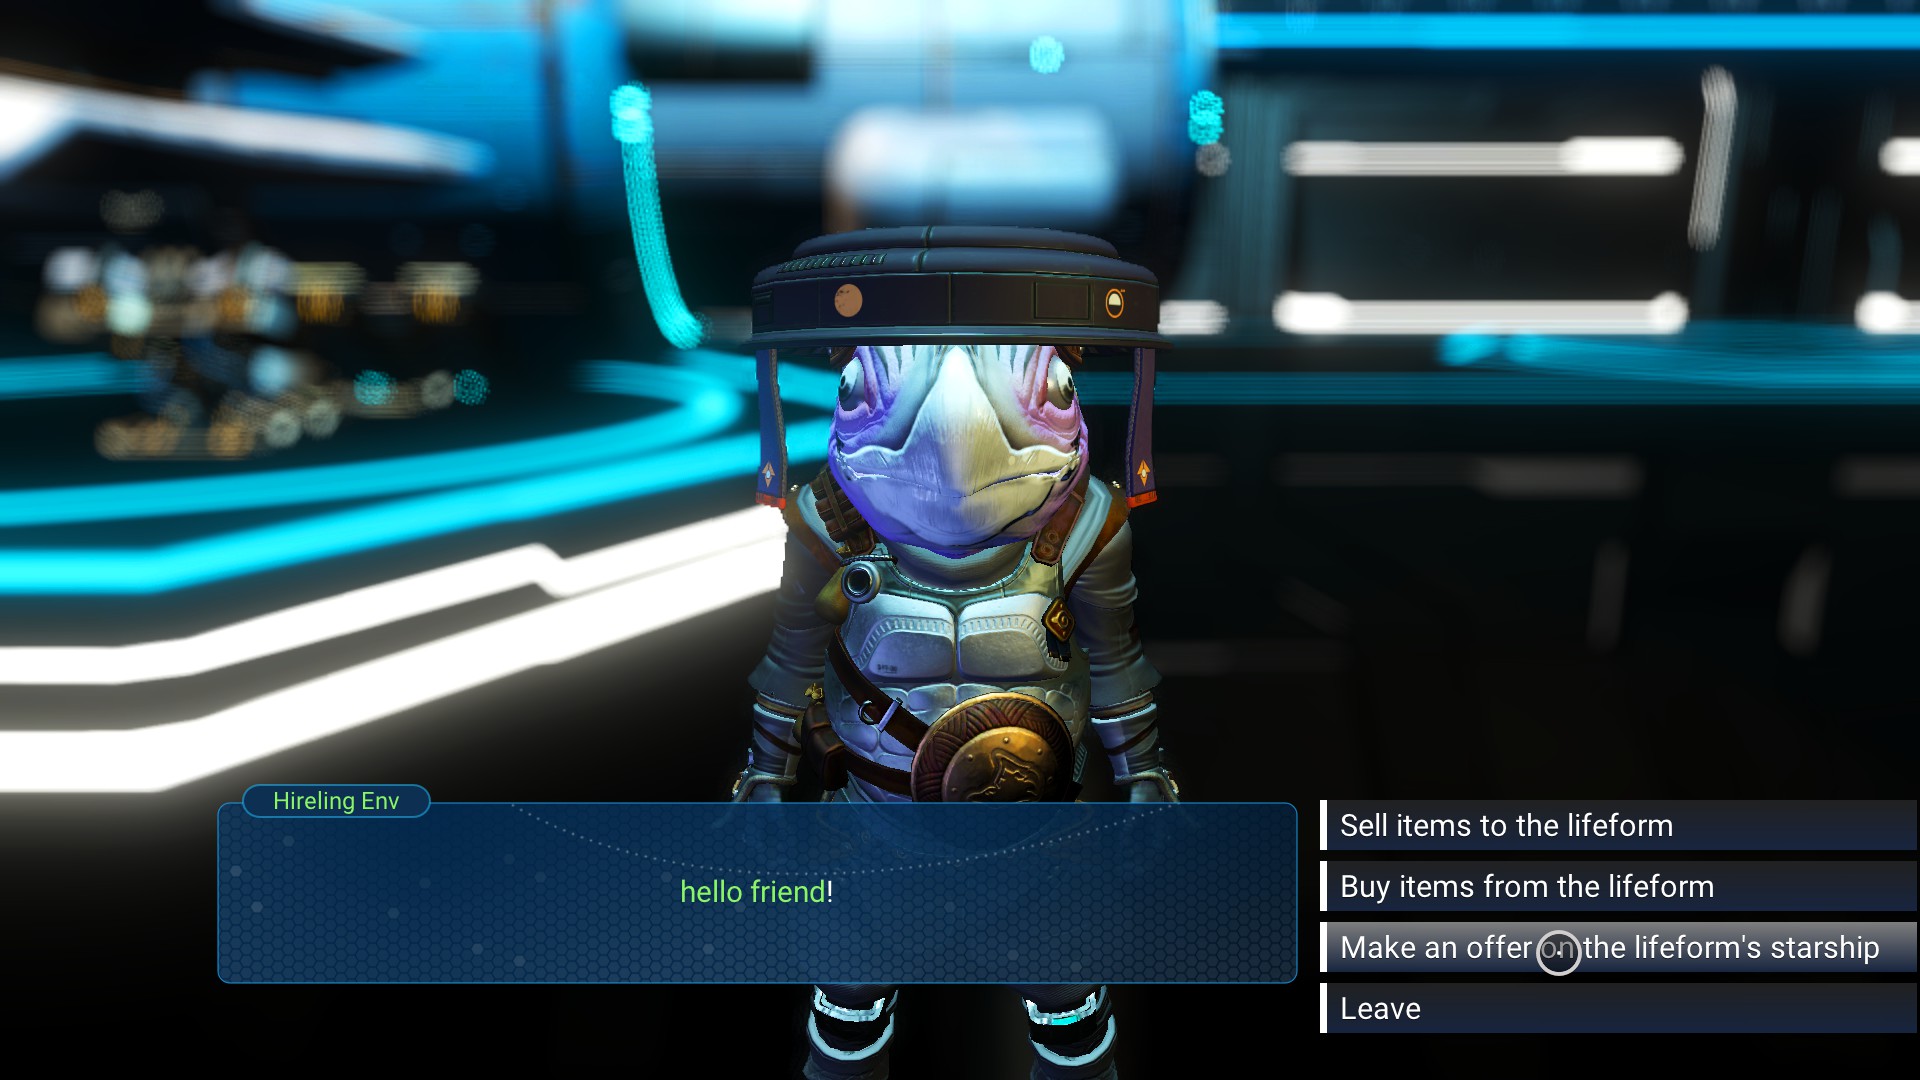 Hireling Env
hello friend!
Sell items to the lifeform
Buy items from the lifeform
Make an offer on the lifeform's starship
Leave